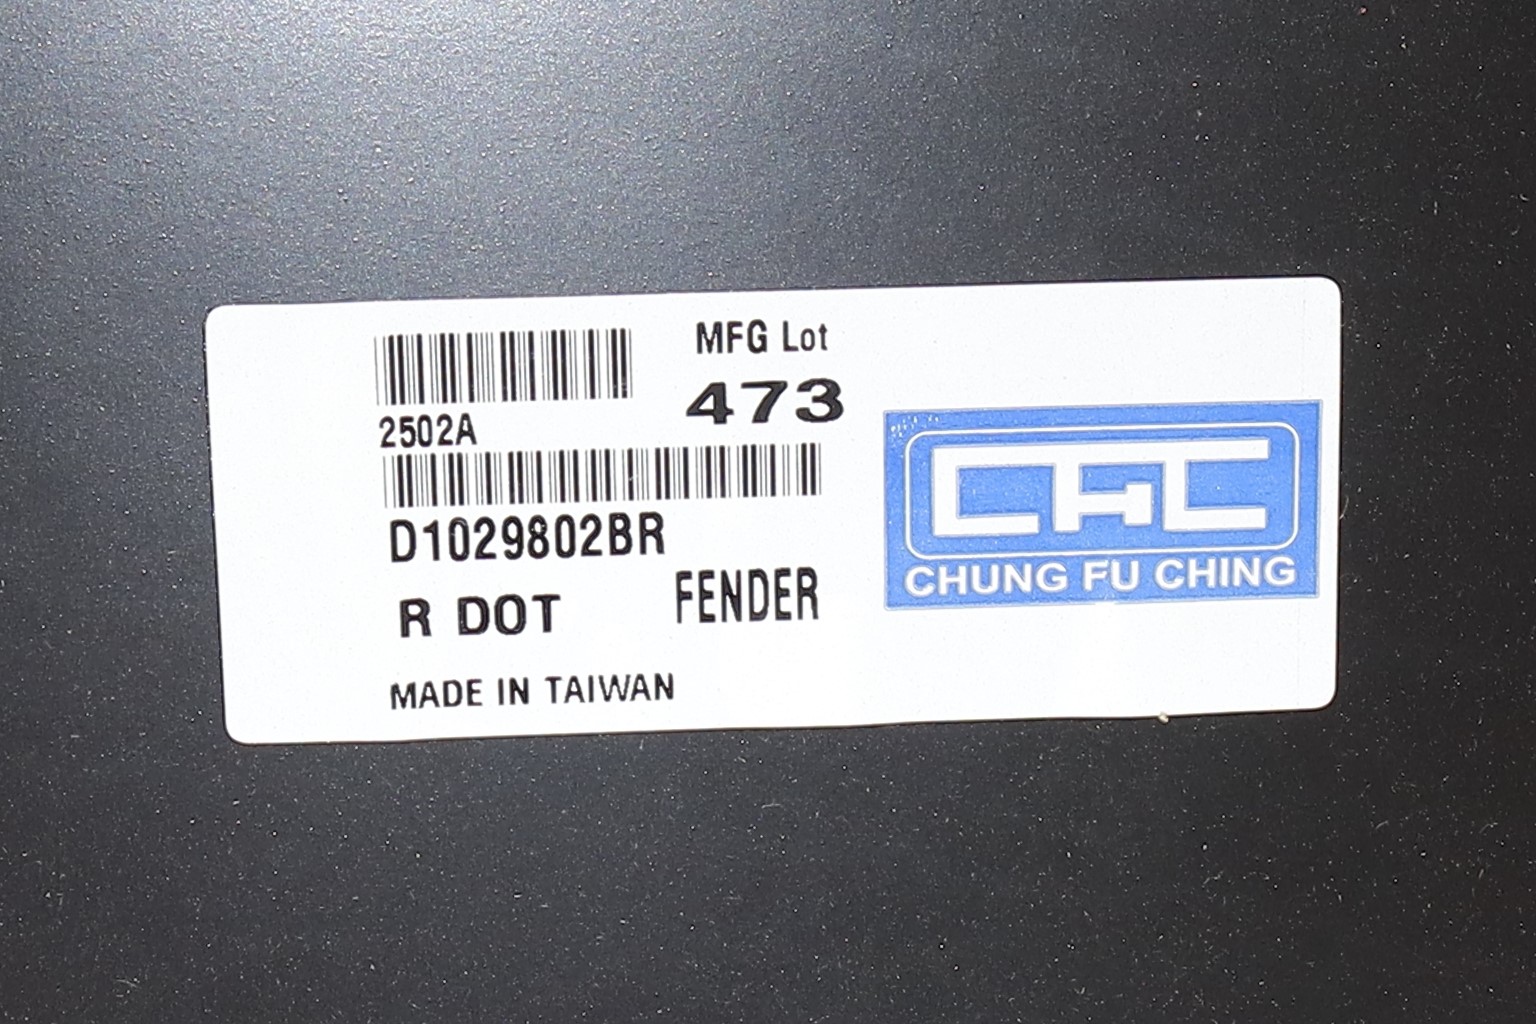 MFG Lot
473
2502A
D1029802BR
R DOT FENDER
MADE IN TAIWAN
CFC
CHUNG FU CHING